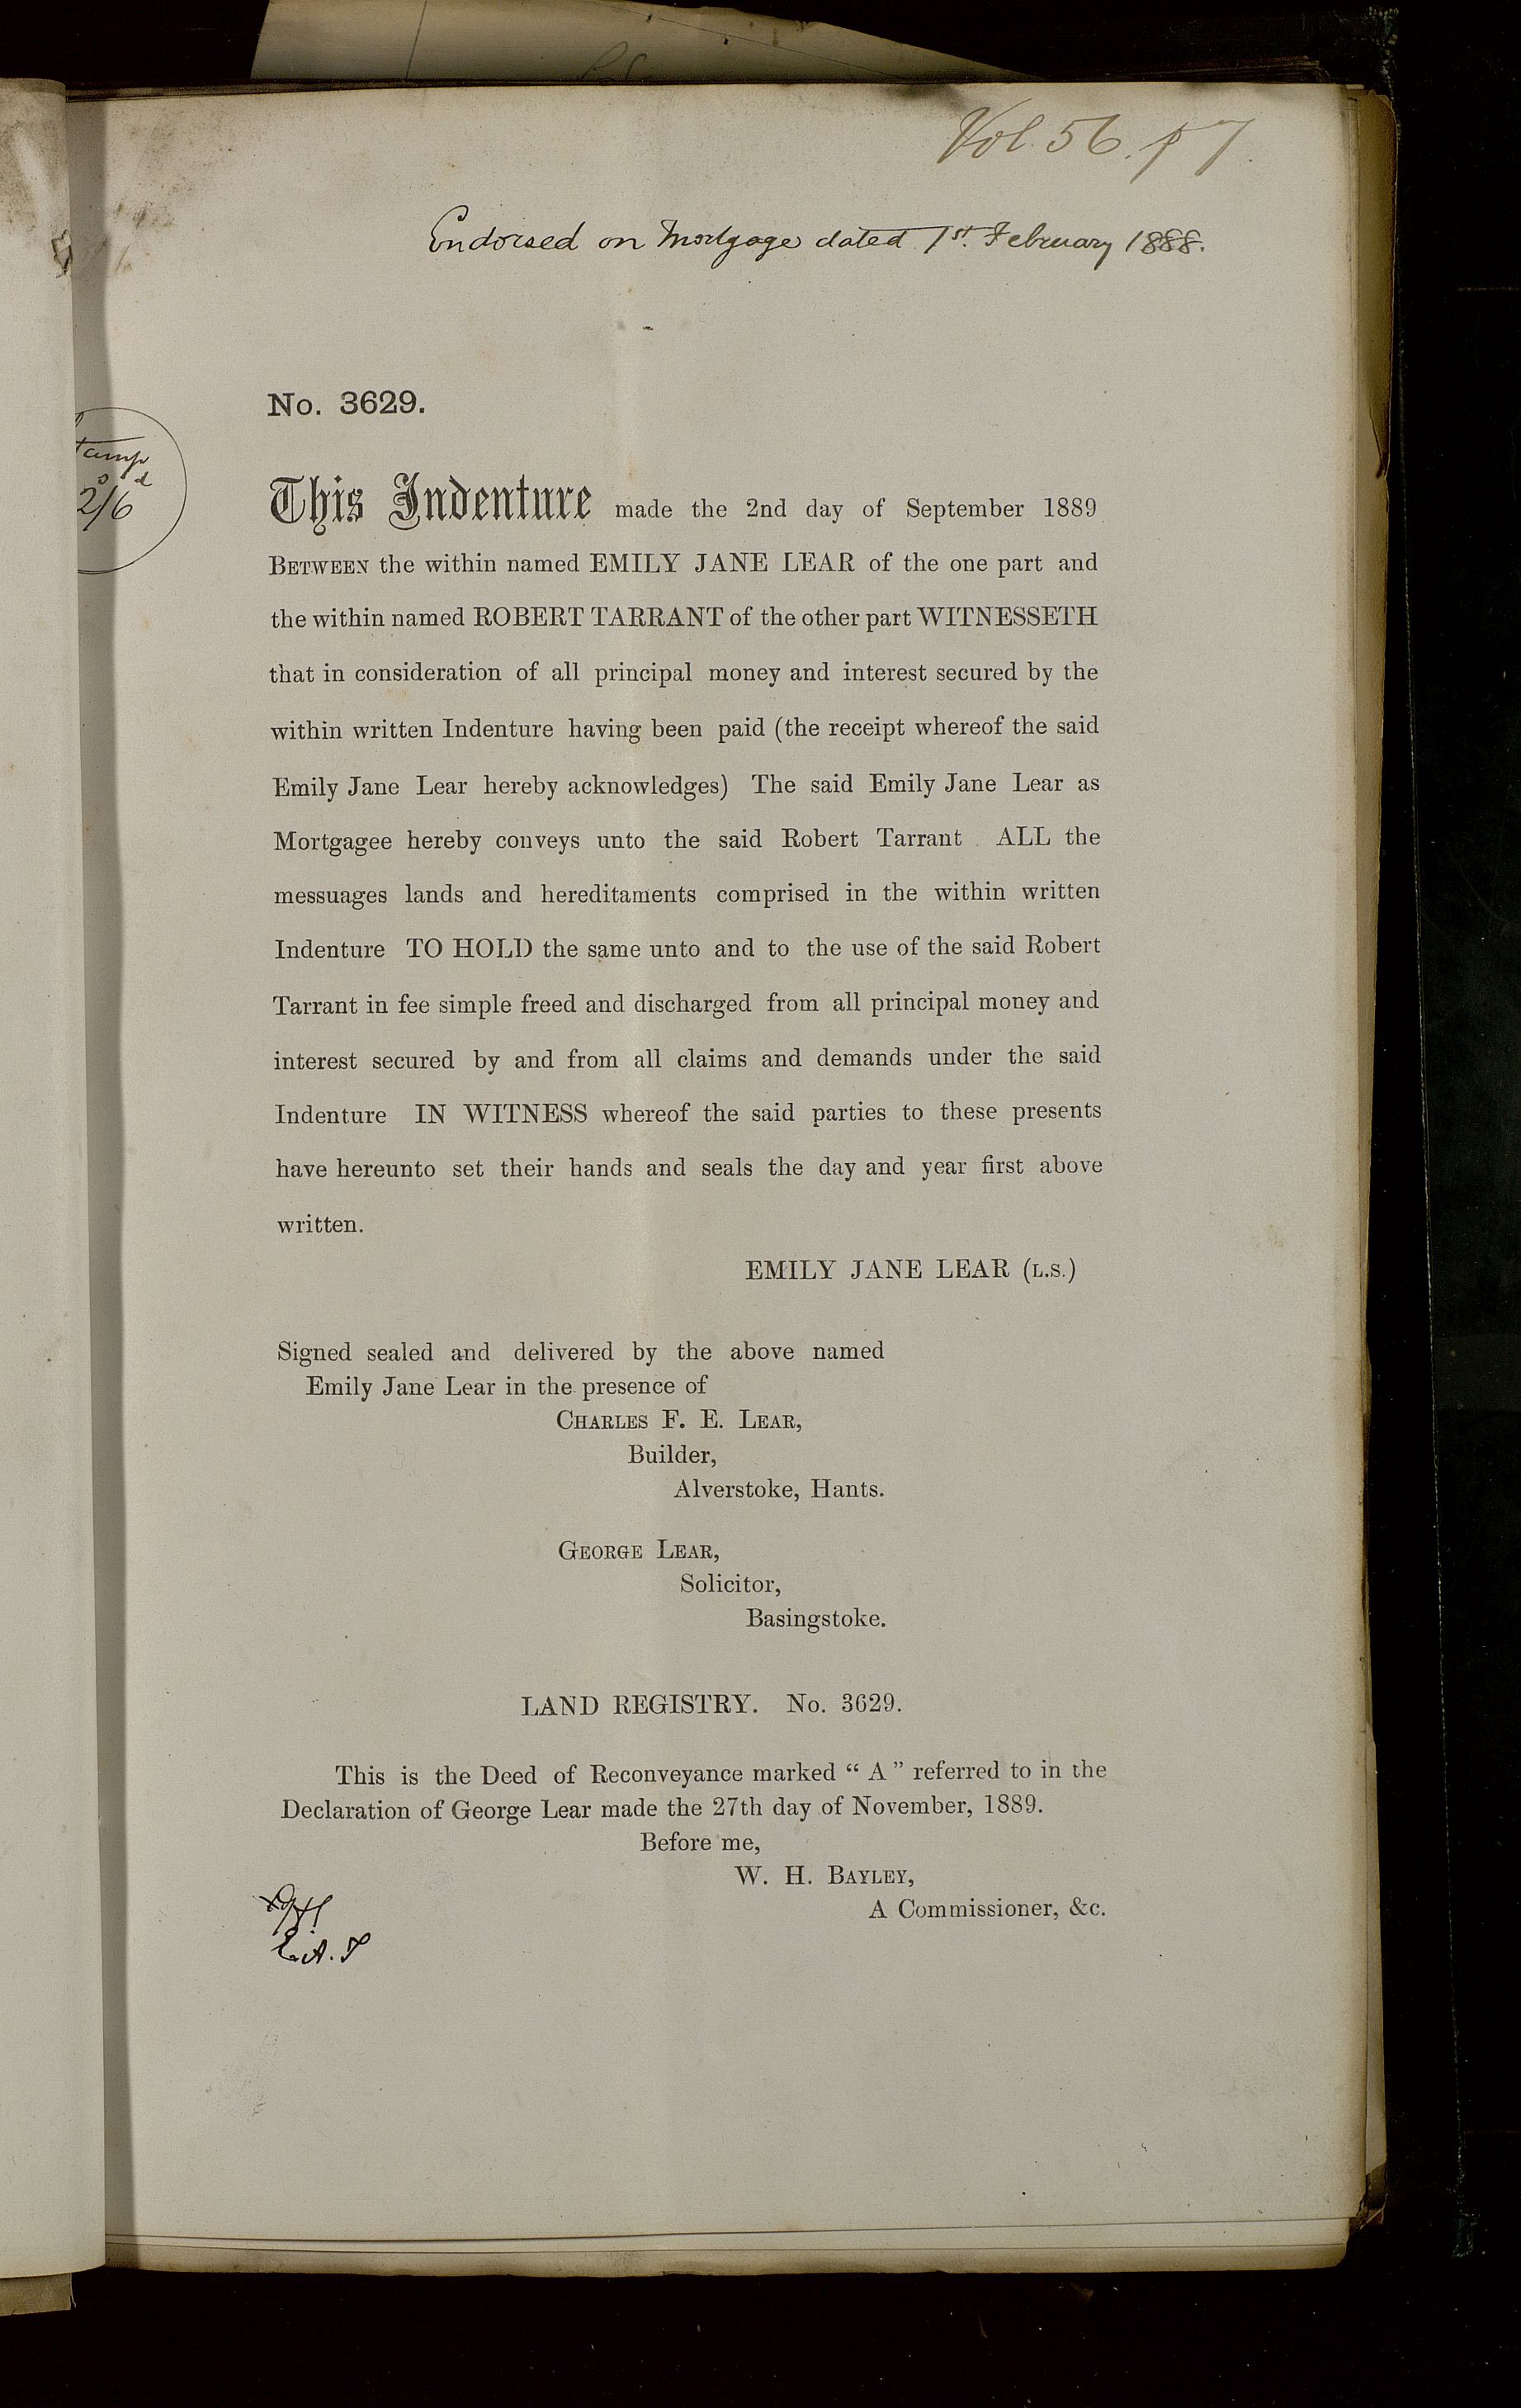 Vol. 56. p 7
Endorsed on Mortgage dated 1st. February 1888.
No. 3629.
tamp
s d
2/6
This Indenture made the 2nd day of September 1889
BETWEEN the within named EMILY JANE LEAR of the one part and
the within named ROBERT TARRANT of the other part WITNESSETH
that in consideration of all principal money and interest secured by the
within written Indenture having been paid (the receipt whereof the said
Emily Jane Lear hereby acknowledges) The said Emily Jane Lear as
Mortgagee hereby conveys unto the said Robert Tarrant ALL the
messuages lands and hereditaments comprised in the within written
Indenture TO HOLD the same unto and to the use of the said Robert
Tarrant in fee simple freed and discharged from all principal money and
interest secured by and from all claims and demands under the said
Indenture IN WITNESS whereof the said parties to these presents
have hereunto set their hands and seals the day and year first above
written.
EMILY JANE LEAR (L.S.)
Signed sealed and delivered by the above named
Emily Jane Lear in the presence of
CHARLES F. E. LEAR,
Builder,
Alverstoke, Hants.
GEORGE LEAR,
Solicitor,
Basingstoke.
LAND REGISTRY. No. 3629.
This is the Deed of Reconveyance marked “ A ” referred to in the
Declaration of George Lear made the 27th day of November, 1889.
Before me,
W. H. BAYLEY,
A Commissioner, &c.